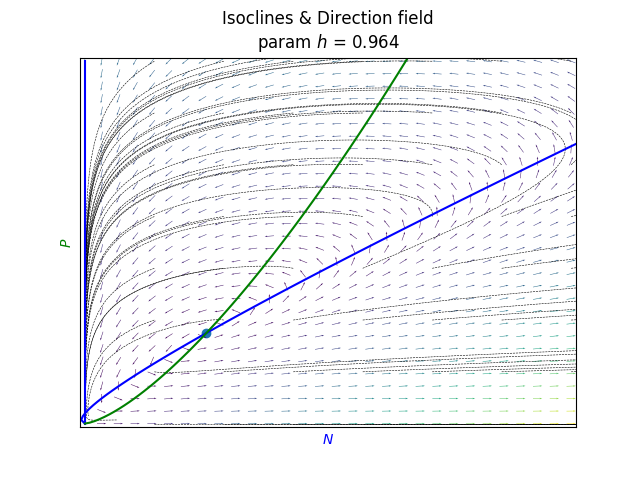 Isoclines & Direction field
param h = 0.964
P
N